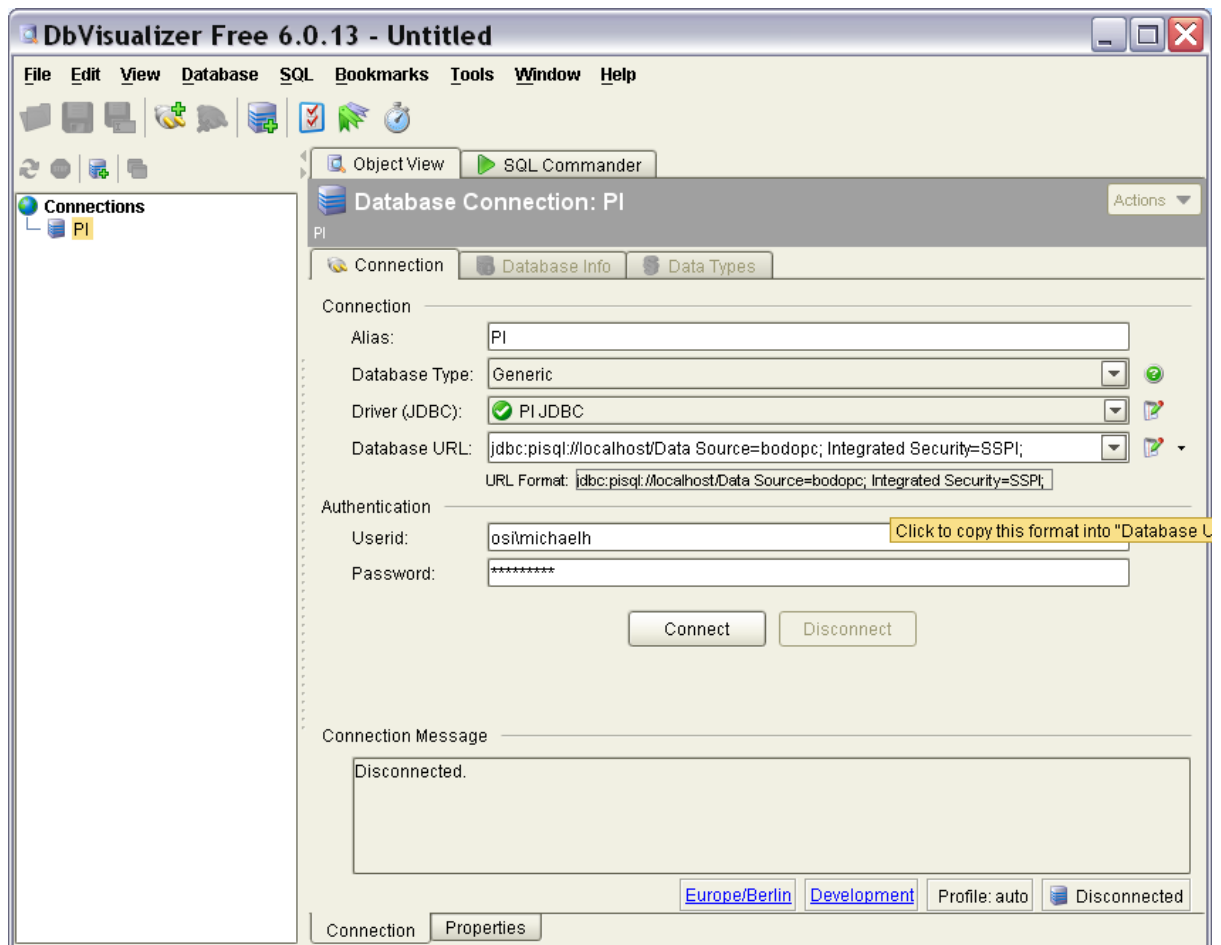 DbVisualizer Free 6.0.13 - Untitled
File Edit View Database SQL Bookmarks Tools Window Help
Object View SQL Commander
Connections
PI
Database Connection: PI
Actions
PI
Connection Database Info Data Types
Connection
Alias: PI
Database Type: Generic
Driver (JDBC): PI JDBC
Database URL: jdbc:pisql://localhost/Data Source=bodopc; Integrated Security=SSPI;
URL Format: jdbc:pisql://localhost/Data Source=bodopc; Integrated Security=SSPI;
Authentication
Click to copy this format into "Database U
Userid: osi\michaelh
Password: *********
Connect Disconnect
Connection Message
Disconnected.
Europe/Berlin Development Profile: auto Disconnected
Connection Properties